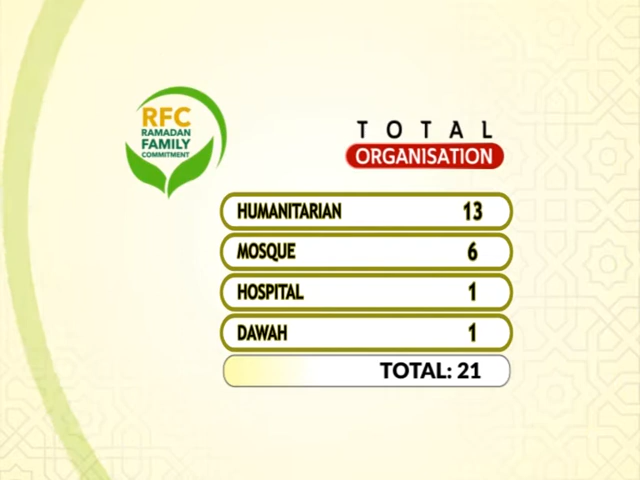 RFC
RAMADAN
FAMILY
COMMITMENT
TOTAL
ORGANISATION
HUMANITARIAN 13
MOSQUE 6
HOSPITAL 1
DAWAH 1
TOTAL: 21